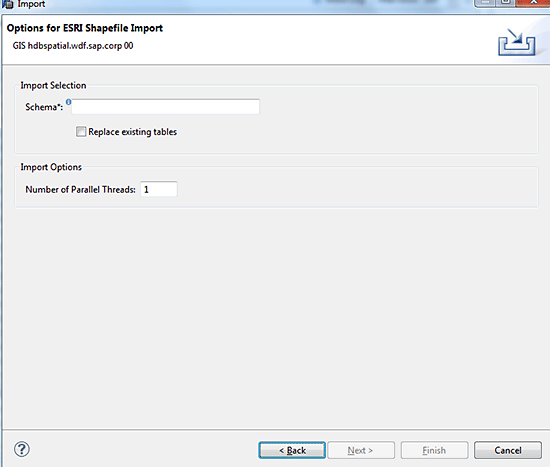 Import
Options for ESRI Shapefile Import
GIS hdbspatial.wdf.sap.corp 00
Import Selection
Schema*:
Replace existing tables
Import Options
Number of Parallel Threads: 1
?
< Back Next > Finish Cancel